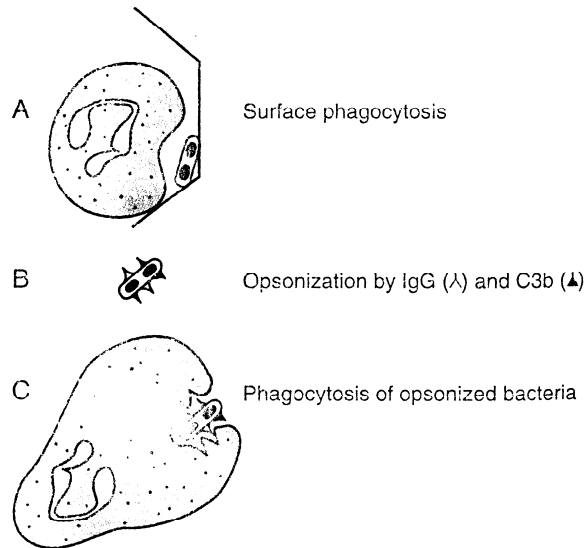 A Surface phagocytosis
B Opsonization by IgG (⅄) and C3b (▲)
C Phagocytosis of opsonized bacteria